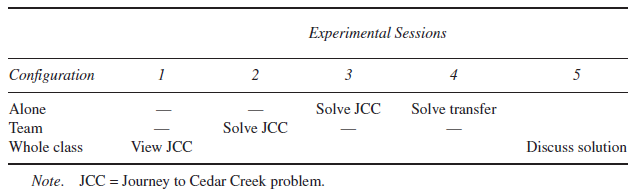 Experimental Sessions
Configuration 1 2 3 4 5
Alone — — Solve JCC Solve transfer
Team — Solve JCC — —
Whole class View JCC Discuss solution
Note. JCC = Journey to Cedar Creek problem.